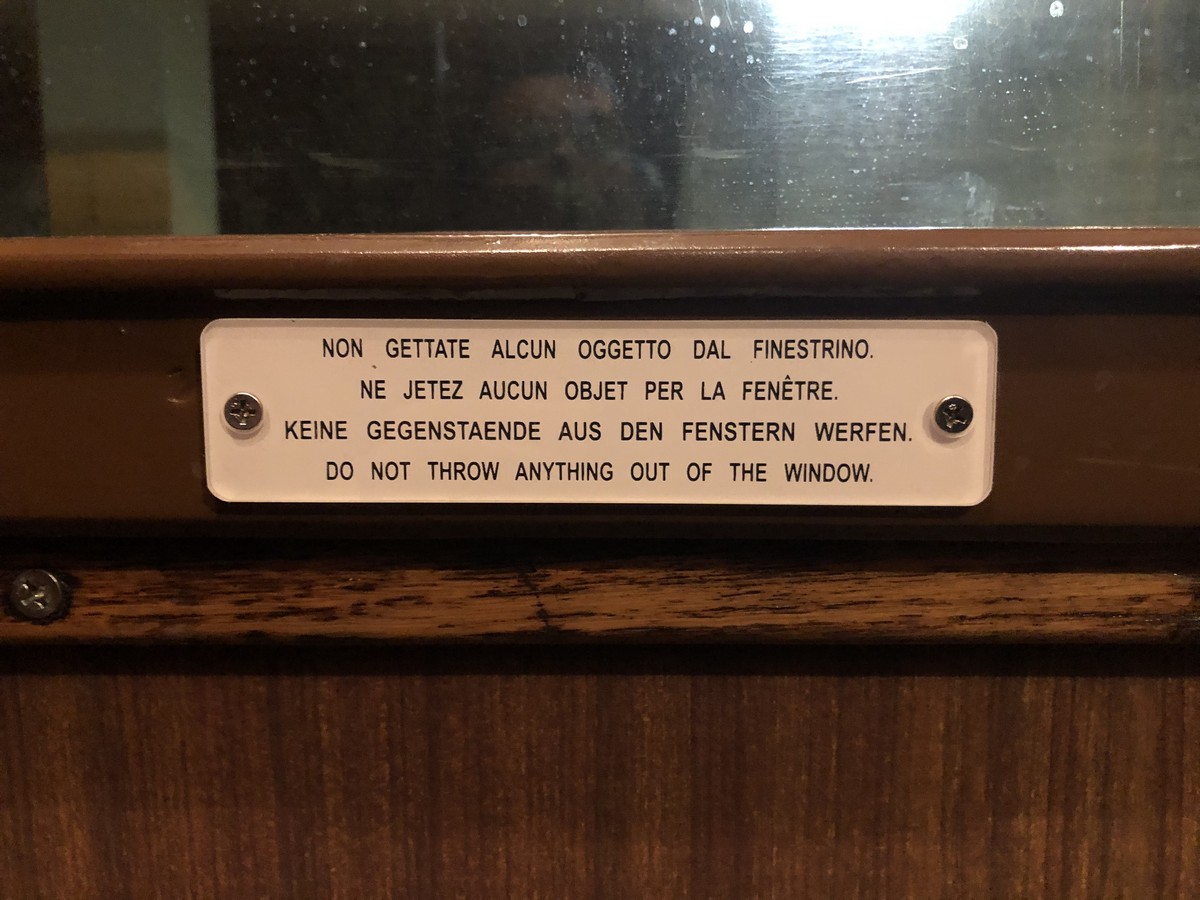 NON GETTATE ALCUN OGGETTO DAL FINESTRINO.
NE JETEZ AUCUN OBJET PER LA FENÊTRE.
KEINE GEGENSTAENDE AUS DEN FENSTERN WERFEN.
DO NOT THROW ANYTHING OUT OF THE WINDOW.